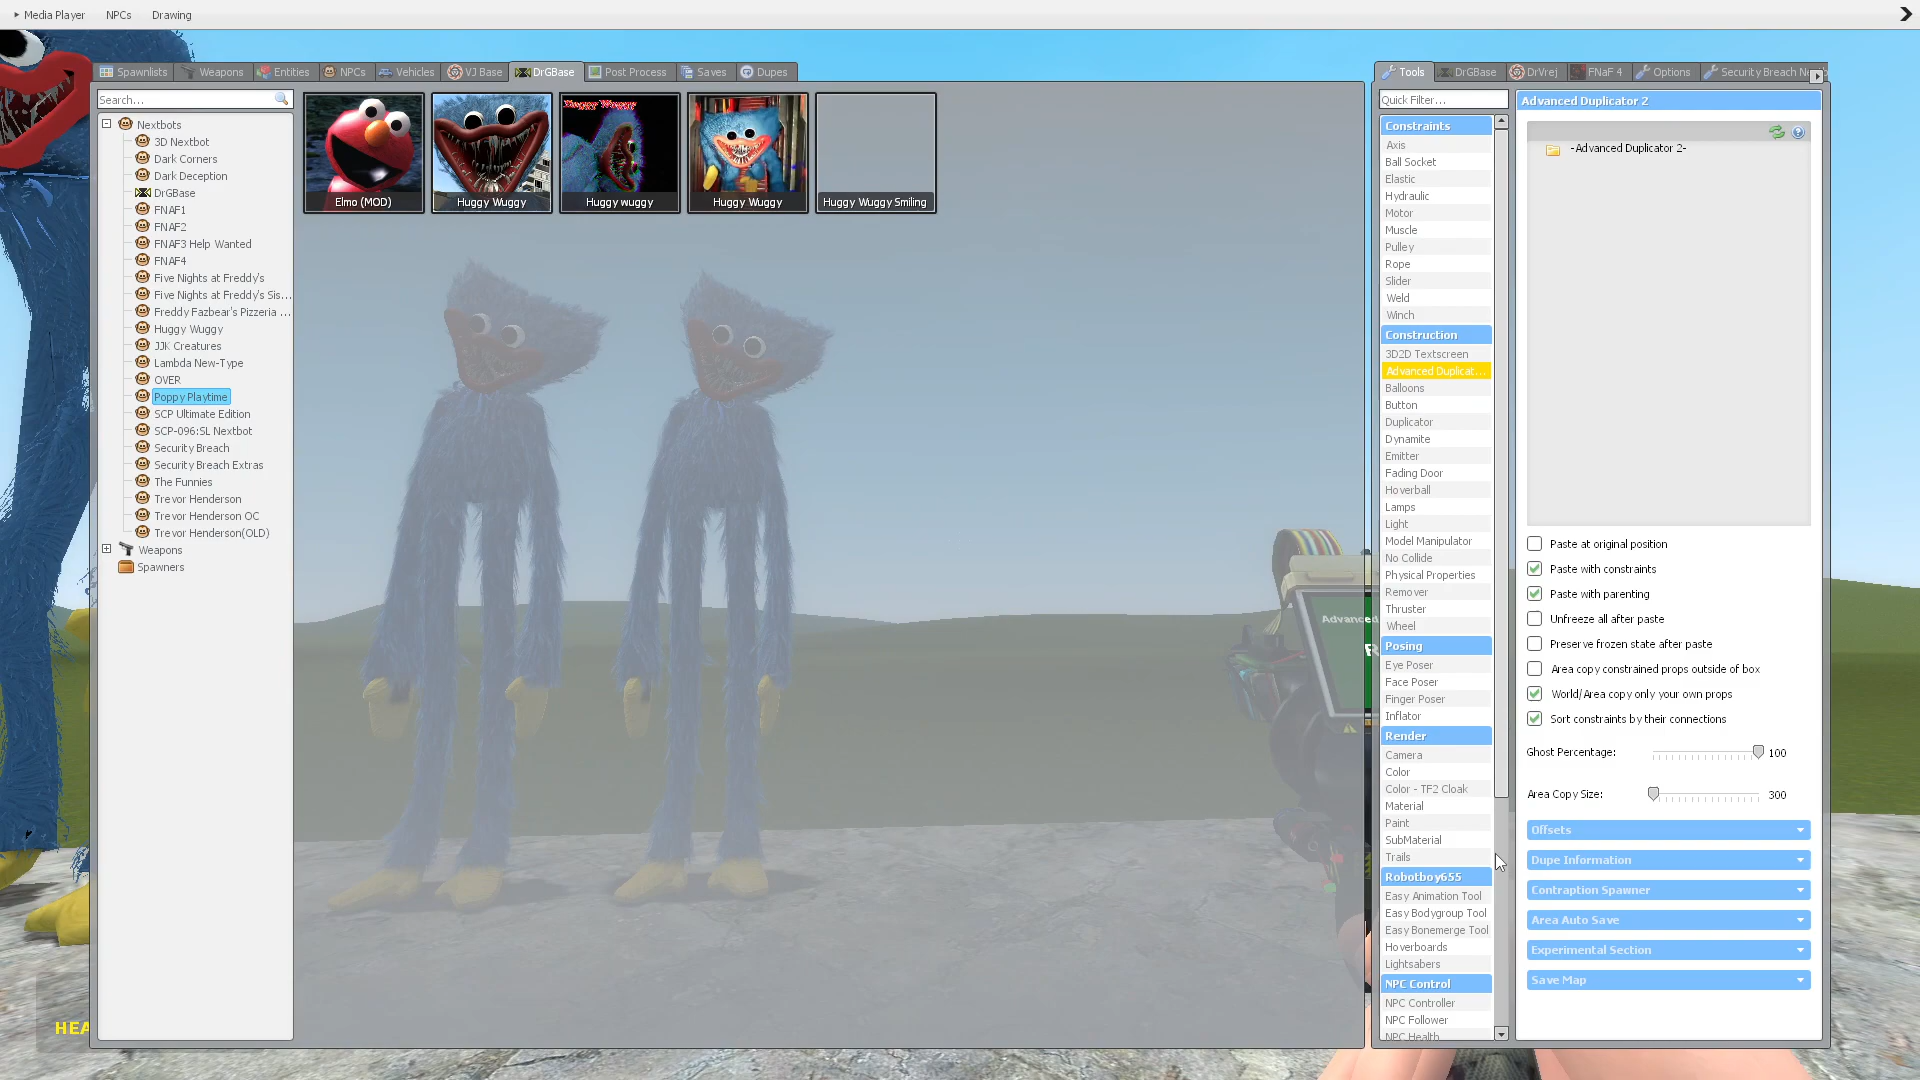 Media Player
NPCs
Drawing
Spawnlists
Weapons
Entities
NPCs
Vehicles
VJ Base
DrGBase
Post Process
Saves
Dupes
Search...
Nextbots
3D Nextbot
Dark Corners
Dark Deception
DrGBase
FNAF1
FNAF2
FNAF3 Help Wanted
FNAF4
Five Nights at Freddy's
Five Nights at Freddy's Sis...
Freddy Fazbear's Pizzeria ...
Huggy Wuggy
JJK Creatures
Lambda New-Type
OVER
Poppy Playtime
SCP Ultimate Edition
SCP-096:SL Nextbot
Security Breach
Security Breach Extras
The Funnies
Trevor Henderson
Trevor Henderson OC
Trevor Henderson(OLD)
Weapons
Spawners
Huggy Wuggy
Elmo (MOD)
Huggy Wuggy
Huggy wuggy
Huggy Wuggy
Huggy Wuggy Smiling
Advanced
HEA
Tools
DrGBase
DrVrej
FNaF 4
Options
Security Breach
Quick Filter...
Constraints
Axis
Ball Socket
Elastic
Hydraulic
Motor
Muscle
Pulley
Rope
Slider
Weld
Winch
Construction
3D2D Textscreen
Advanced Duplicat...
Balloons
Button
Duplicator
Dynamite
Emitter
Fading Door
Hoverball
Lamps
Light
Model Manipulator
No Collide
Physical Properties
Remover
Thruster
Wheel
Posing
Eye Poser
Face Poser
Finger Poser
Inflator
Render
Camera
Color
Color - TF2 Cloak
Material
Paint
SubMaterial
Trails
Robotboy655
Easy Animation Tool
Easy Bodygroup Tool
Easy Bonemerge Tool
Hoverboards
Lightsabers
NPC Control
NPC Controller
NPC Follower
NPC Health
Advanced Duplicator 2
-Advanced Duplicator 2-
Paste at original position
Paste with constraints
Paste with parenting
Unfreeze all after paste
Preserve frozen state after paste
Area copy constrained props outside of box
World/Area copy only your own props
Sort constraints by their connections
Ghost Percentage: 100
Area Copy Size: 300
Offsets
Dupe Information
Contraption Spawner
Area Auto Save
Experimental Section
Save Map